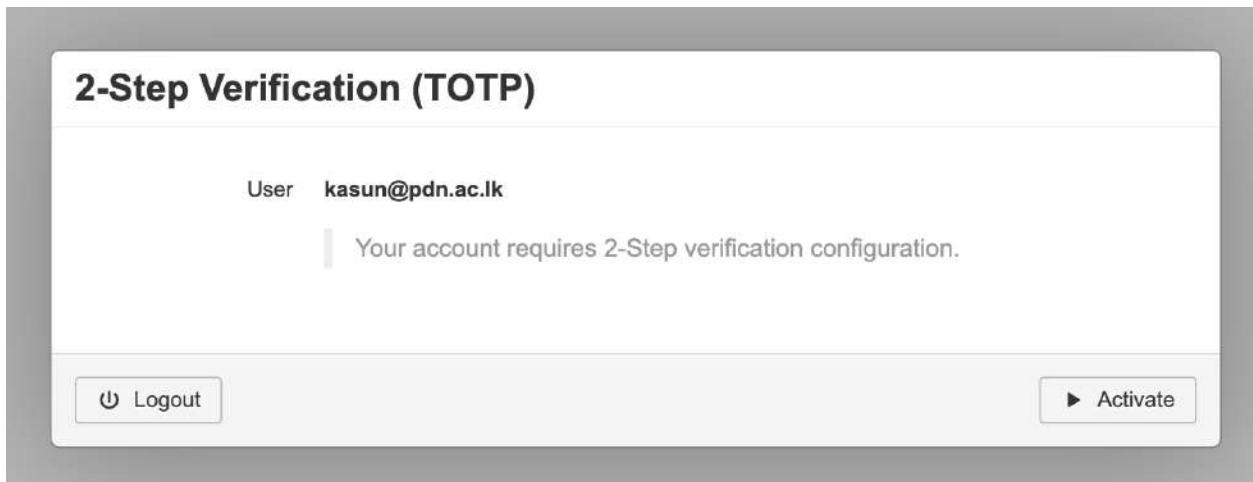 2-Step Verification (TOTP)
User kasun@pdn.ac.lk
Your account requires 2-Step verification configuration.
Logout Activate